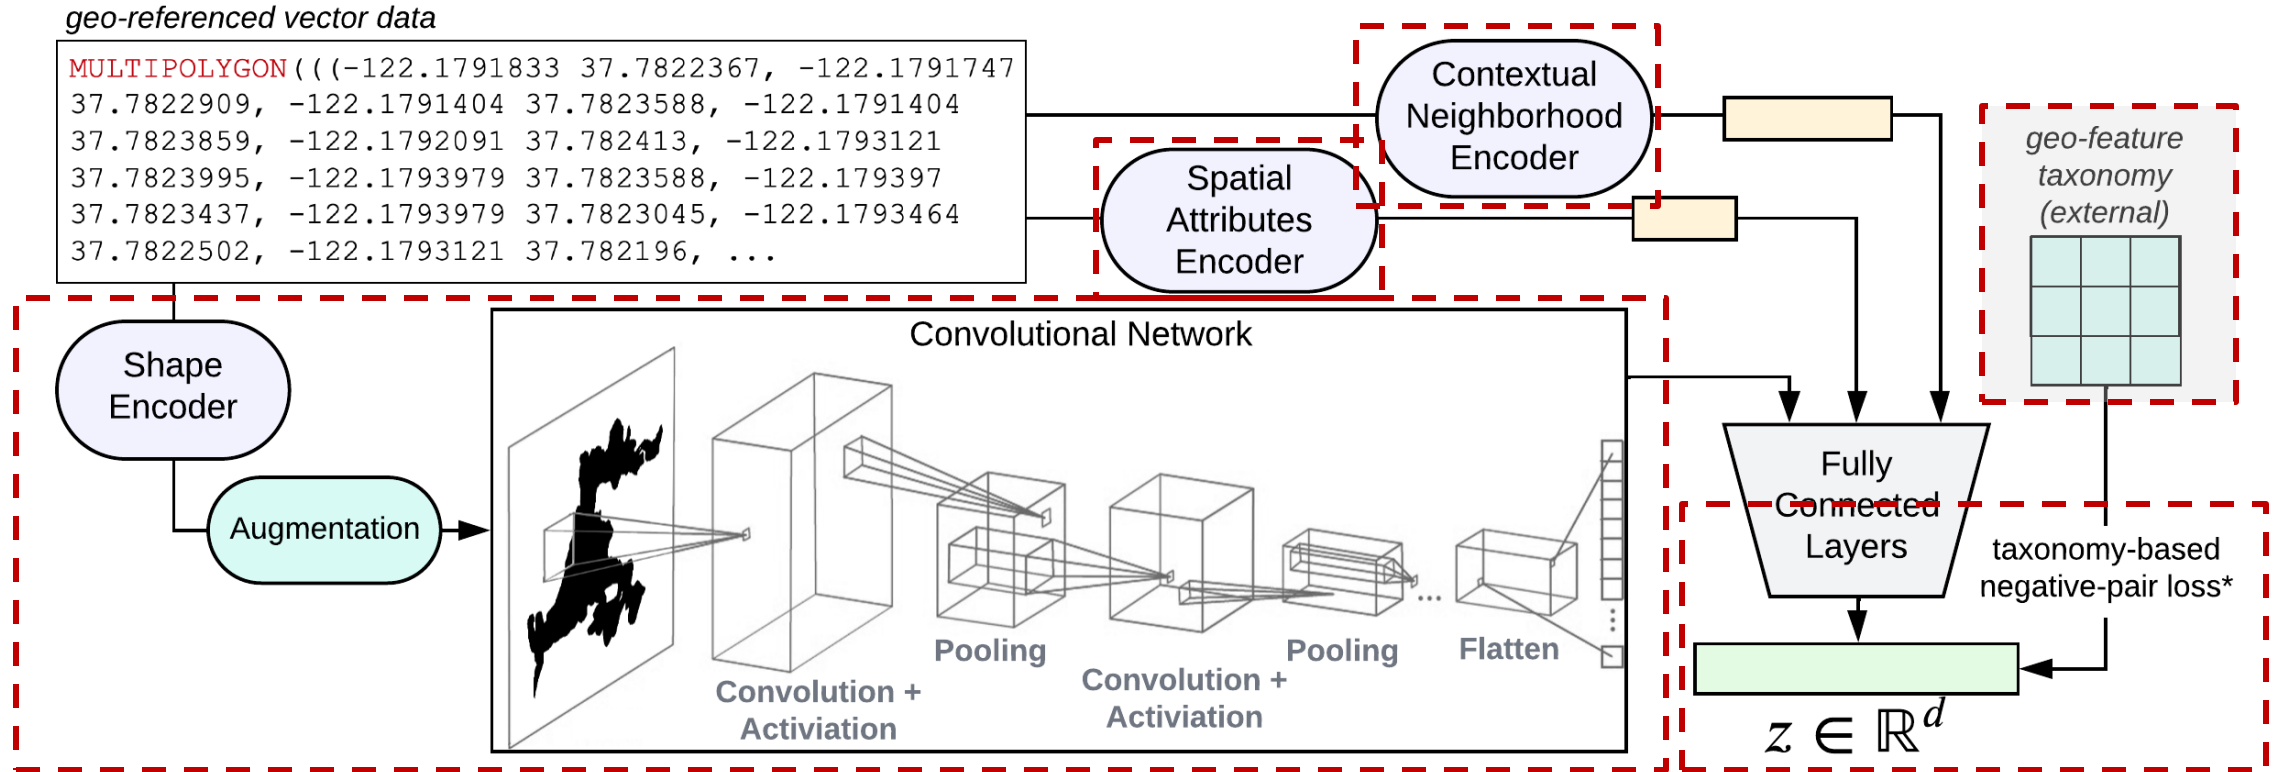 geo-referenced vector data
MULTIPOLYGON(((-122.1791833 37.7822367, -122.1791747
37.7822909, -122.1791404 37.7823588, -122.1791404
37.7823859, -122.1792091 37.782413, -122.1793121
37.7823995, -122.1793979 37.7823588, -122.179397
37.7823437, -122.1793979 37.7823045, -122.1793464
37.7822502, -122.1793121 37.782196, ...
Contextual
Neighborhood
Encoder
Spatial
Attributes
Encoder
geo-feature
taxonomy
(external)
Shape
Encoder
Augmentation
Convolutional Network
Convolution +
Activiation
Pooling
Convolution +
Activiation
Pooling
...
Flatten
Fully
Connected
Layers
taxonomy-based
negative-pair loss*
z ∈ ℝ^d